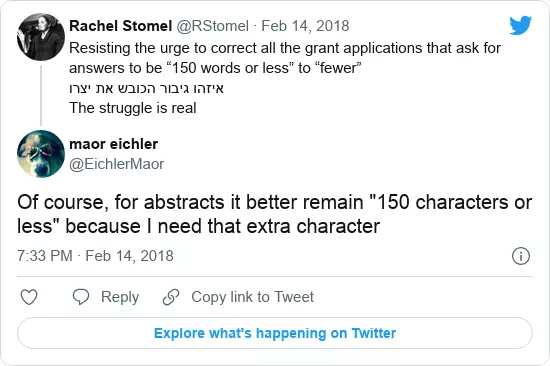 Rachel Stomel @RStomel · Feb 14, 2018
Resisting the urge to correct all the grant applications that ask for
answers to be “150 words or less” to “fewer”
איזהו גיבור הכובש את יצרו
The struggle is real
maor eichler
@EichlerMaor
Of course, for abstracts it better remain "150 characters or
less" because I need that extra character
7:33 PM · Feb 14, 2018
Reply Copy link to Tweet
Explore what's happening on Twitter